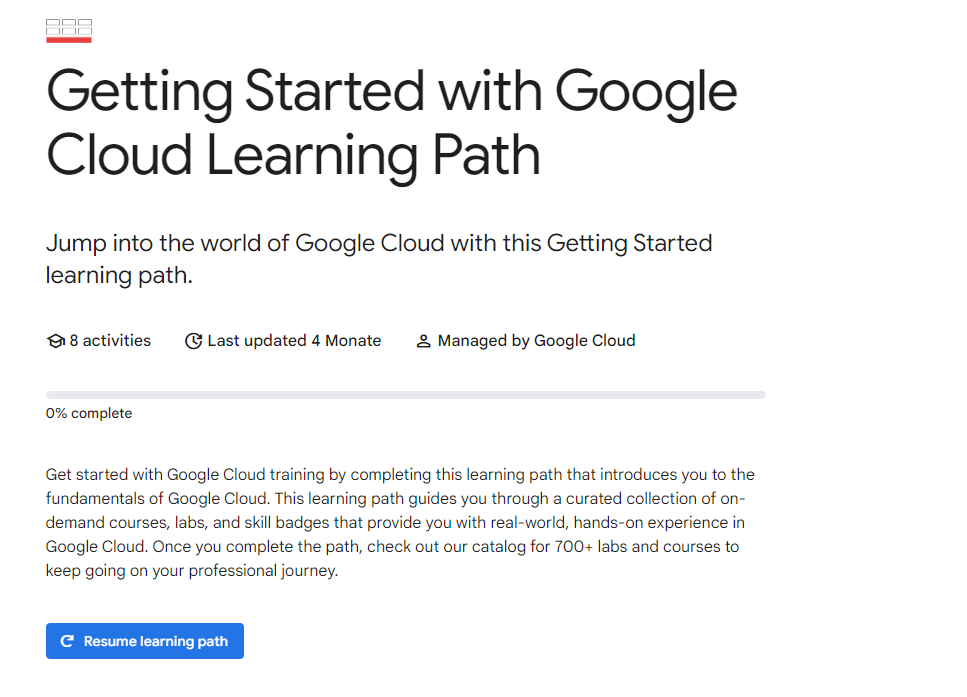 Getting Started with Google
Cloud Learning Path
Jump into the world of Google Cloud with this Getting Started
learning path.
8 activities Last updated 4 Monate Managed by Google Cloud
0% complete
Get started with Google Cloud training by completing this learning path that introduces you to the
fundamentals of Google Cloud. This learning path guides you through a curated collection of on-
demand courses, labs, and skill badges that provide you with real-world, hands-on experience in
Google Cloud. Once you complete the path, check out our catalog for 700+ labs and courses to
keep going on your professional journey.
Resume learning path